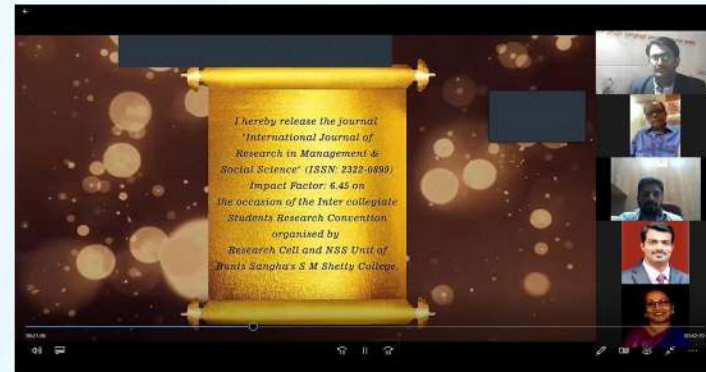 I hereby release the journal
"International Journal of
Research in Management &
Social Science" (ISSN: 2322-0899)
Impact Factor: 6.45 on
the occasion of the Inter collegiate
Students Research Convention
organised by
Research Cell and NSS Unit of
Bunts Sangha's S M Shetty College.